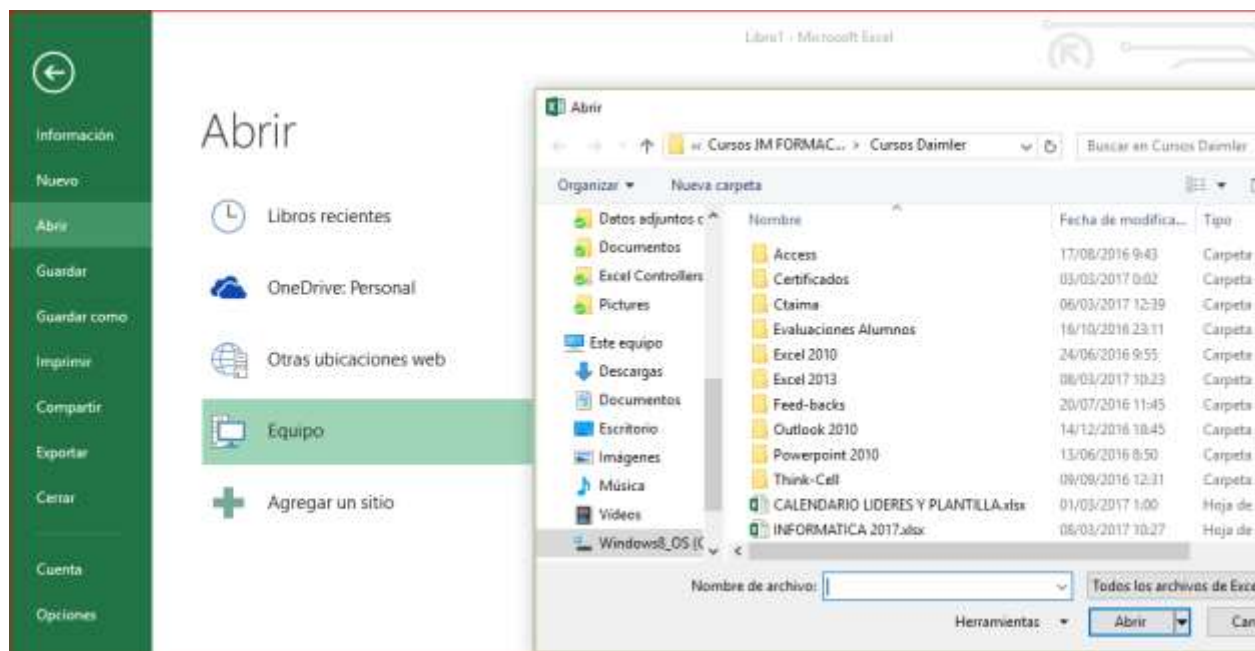 Libro1 - Microsoft Excel
Información
Nuevo
Abrir
Guardar
Guardar como
Imprimir
Compartir
Exportar
Cerrar
Cuenta
Opciones
Abrir
Libros recientes
OneDrive: Personal
Otras ubicaciones web
Equipo
Agregar un sitio
Abrir
« Cursos JM FORMAC... > Cursos Daimler
Buscar en Cursos Daimler
Organizar Nueva carpeta
Datos adjuntos c
Documentos
Excel Controllers
Pictures
Este equipo
Descargas
Documentos
Escritorio
Imágenes
Música
Vídeos
Windows8_OS (C
Nombre Fecha de modifica... Tipo
Access 17/08/2016 9:43 Carpeta
Certificados 03/03/2017 0:02 Carpeta
Ctaima 06/03/2017 12:39 Carpeta
Evaluaciones Alumnos 16/10/2016 23:11 Carpeta
Excel 2010 24/06/2016 9:55 Carpeta
Excel 2013 08/03/2017 10:23 Carpeta
Feed-backs 20/07/2016 11:45 Carpeta
Outlook 2010 14/12/2016 18:45 Carpeta
Powerpoint 2010 13/06/2016 8:50 Carpeta
Think-Cell 09/09/2016 12:31 Carpeta
CALENDARIO LIDERES Y PLANTILLA.xlsx 01/03/2017 1:00 Hoja de
INFORMATICA 2017.xlsx 08/03/2017 10:27 Hoja de
Nombre de archivo: Todos los archivos de Exce
Herramientas Abrir Can